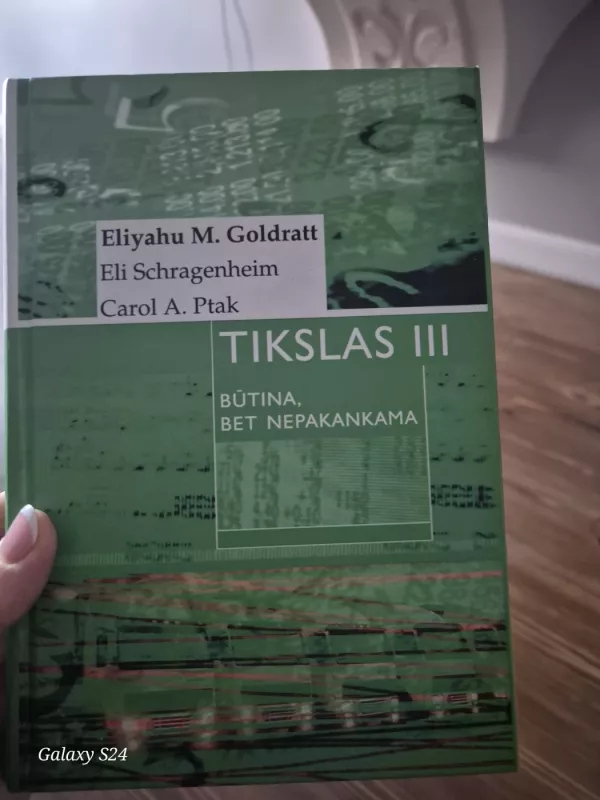 Eliyahu M. Goldratt
Eli Schragenheim
Carol A. Ptak
TIKSLAS III
BŪTINA,
BET NEPAKANKAMA
Galaxy S24